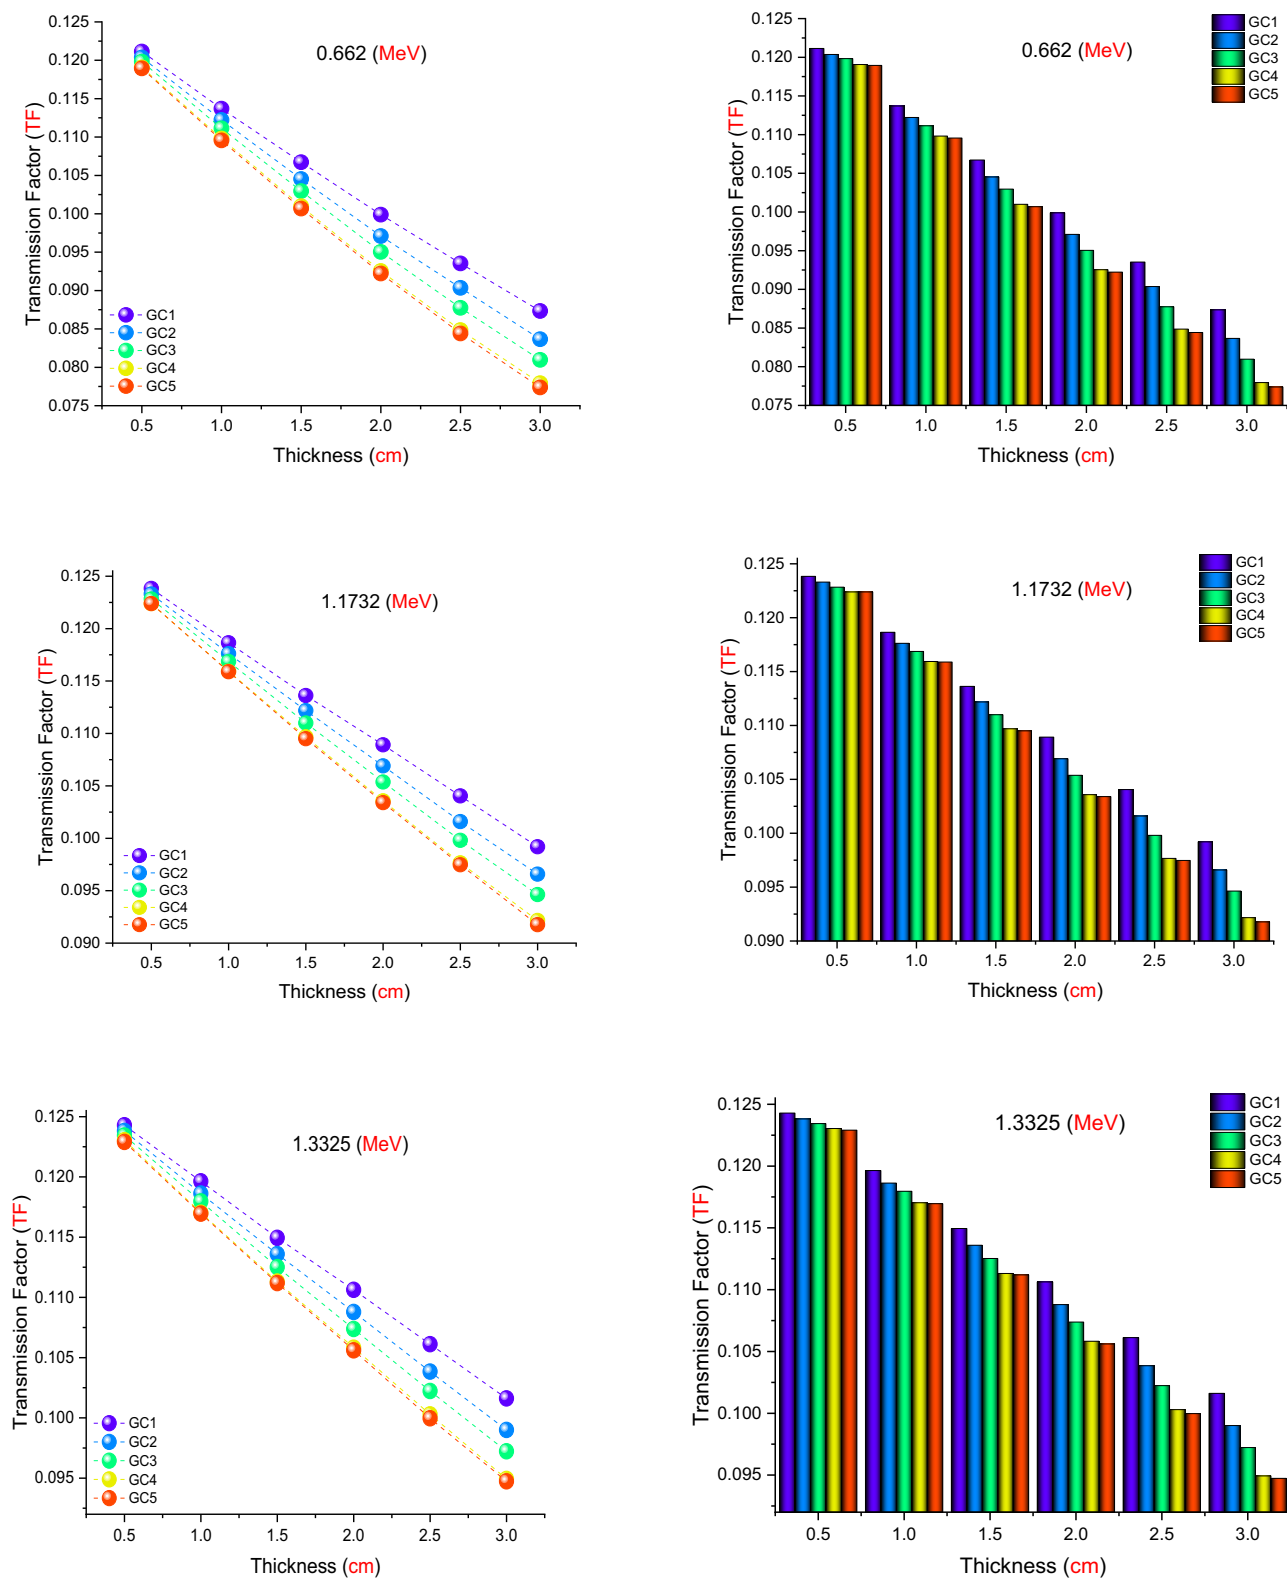 0.662 (MeV)
Transmission Factor (TF)
0.125
0.120
0.115
0.110
0.105
0.100
0.095
0.090
0.085
0.080
0.075
GC1
GC2
GC3
GC4
GC5
0.5 1.0 1.5 2.0 2.5 3.0
Thickness (cm)
0.662 (MeV)
Transmission Factor (TF)
0.125
0.120
0.115
0.110
0.105
0.100
0.095
0.090
0.085
0.080
0.075
GC1
GC2
GC3
GC4
GC5
0.5 1.0 1.5 2.0 2.5 3.0
Thickness (cm)
1.1732 (MeV)
Transmission Factor (TF)
0.125
0.120
0.115
0.110
0.105
0.100
0.095
0.090
GC1
GC2
GC3
GC4
GC5
0.5 1.0 1.5 2.0 2.5 3.0
Thickness (cm)
1.1732 (MeV)
Transmission Factor (TF)
0.125
0.120
0.115
0.110
0.105
0.100
0.095
0.090
GC1
GC2
GC3
GC4
GC5
0.5 1.0 1.5 2.0 2.5 3.0
Thickness (cm)
1.3325 (MeV)
Transmission Factor (TF)
0.125
0.120
0.115
0.110
0.105
0.100
0.095
GC1
GC2
GC3
GC4
GC5
0.5 1.0 1.5 2.0 2.5 3.0
Thickness (cm)
1.3325 (MeV)
Transmission Factor (TF)
0.125
0.120
0.115
0.110
0.105
0.100
0.095
GC1
GC2
GC3
GC4
GC5
0.5 1.0 1.5 2.0 2.5 3.0
Thickness (cm)